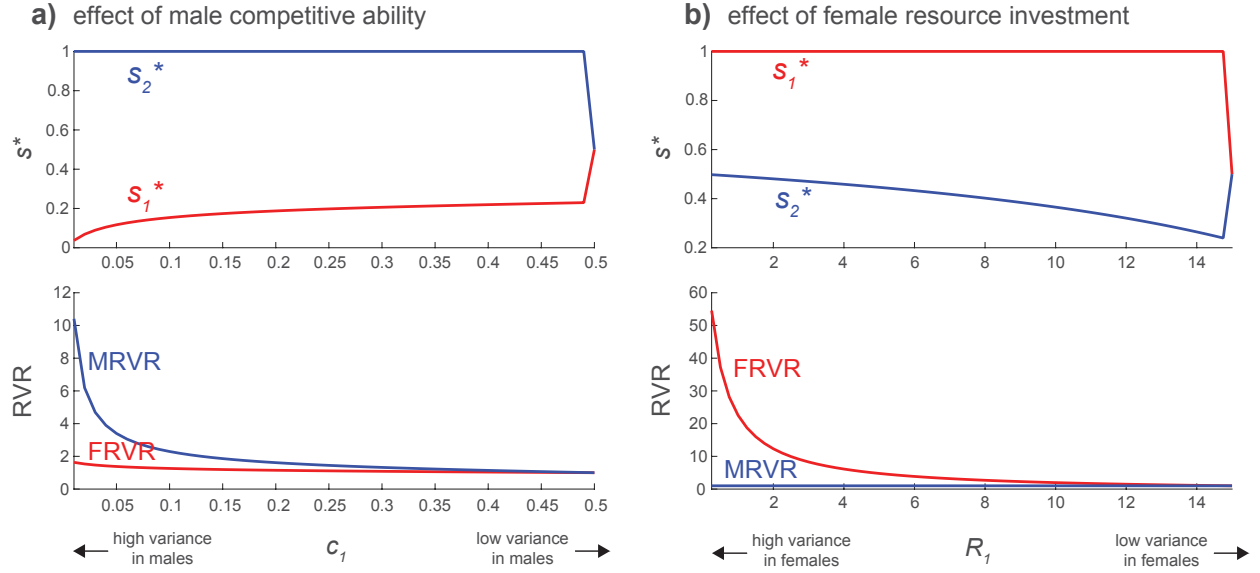 a) effect of male competitive ability
1
0.8
0.6
0.4
0.2
0
s*
s2*
s1*
0.05 0.1 0.15 0.2 0.25 0.3 0.35 0.4 0.45 0.5
12
10
8
6
4
2
0
RVR
MRVR
FRVR
0.05 0.1 0.15 0.2 0.25 0.3 0.35 0.4 0.45 0.5
high variance
in males
c1
low variance
in males
b) effect of female resource investment
1
0.8
0.6
0.4
0.2
s*
s1*
s2*
2 4 6 8 10 12 14
60
50
40
30
20
10
0
RVR
FRVR
MRVR
2 4 6 8 10 12 14
high variance
in females
R1
low variance
in females